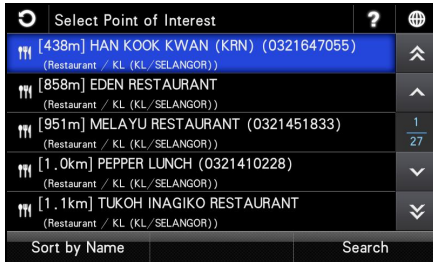 Select Point of Interest ?
[438m] HAN KOOK KWAN (KRN) (0321647055)
(Restaurant / KL (KL/SELANGOR))
[858m] EDEN RESTAURANT
(Restaurant / KL (KL/SELANGOR))
[951m] MELAYU RESTAURANT (0321451833)
(Restaurant / KL (KL/SELANGOR))
1
27
[1.0km] PEPPER LUNCH (0321410228)
(Restaurant / KL (KL/SELANGOR))
[1.1km] TUKOH INAGIKO RESTAURANT
(Restaurant / KL (KL/SELANGOR))
Sort by Name Search